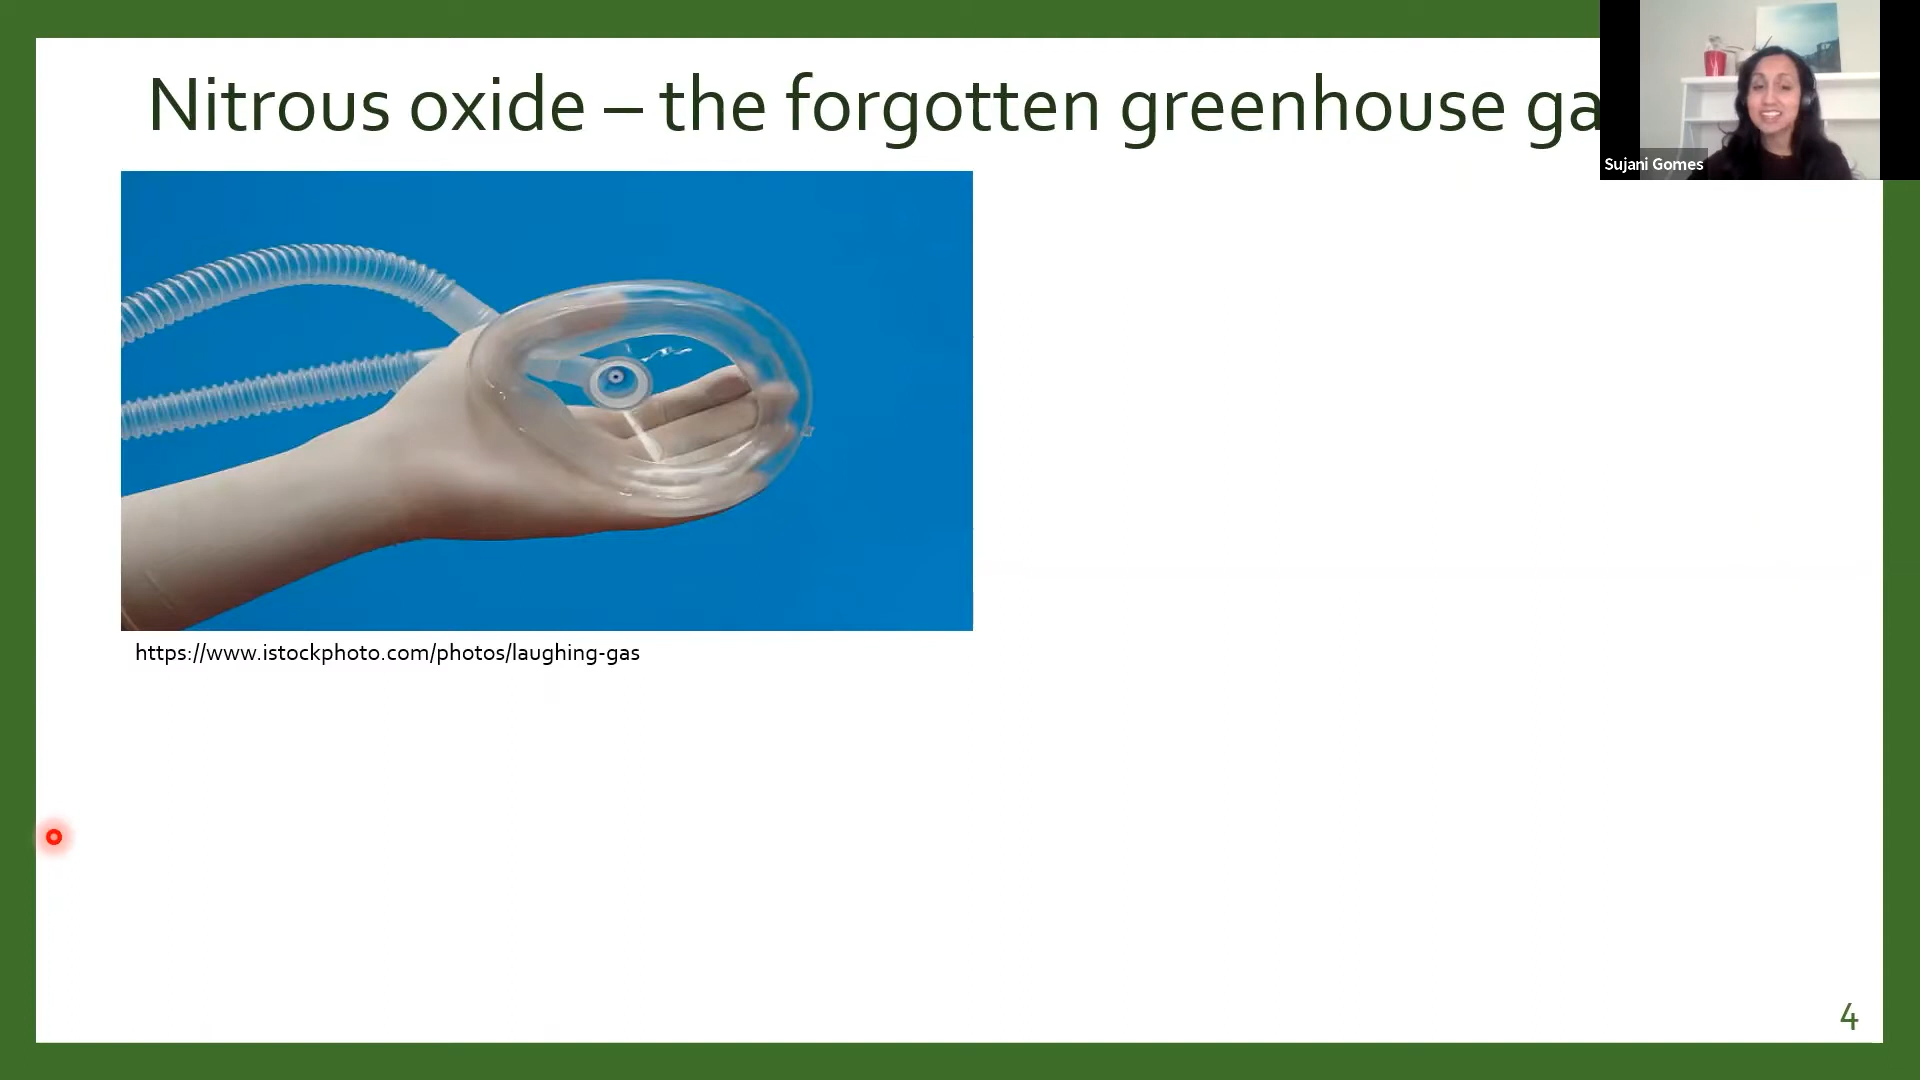 Nitrous oxide – the forgotten greenhouse ga
Sujani Gomes
https://www.istockphoto.com/photos/laughing-gas
4